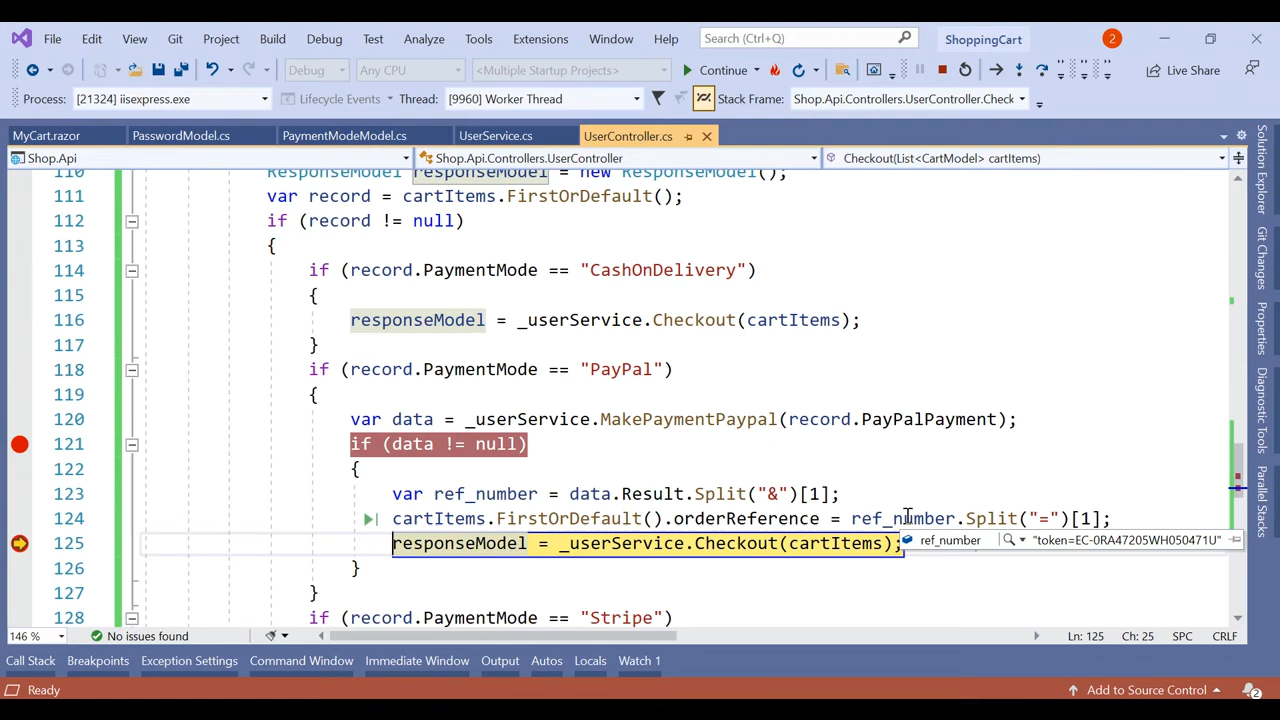 File Edit View Git Project Build Debug Test Analyze Tools Extensions Window Help Search (Ctrl+Q) ShoppingCart 2
Debug Any CPU <Multiple Startup Projects> Continue Live Share
Process: [21324] iisexpress.exe Lifecycle Events Thread: [9960] Worker Thread Stack Frame: Shop.Api.Controllers.UserController.Check
MyCart.razor PasswordModel.cs PaymentModeModel.cs UserService.cs UserController.cs
Shop.Api Shop.Api.Controllers.UserController Checkout(List<CartModel> cartItems)
110 ResponseModel responseModel = new ResponseModel();
111 var record = cartItems.FirstOrDefault();
112 if (record != null)
113 {
114 if (record.PaymentMode == "CashOnDelivery")
115 {
116 responseModel = _userService.Checkout(cartItems);
117 }
118 if (record.PaymentMode == "PayPal")
119 {
120 var data = _userService.MakePaymentPaypal(record.PayPalPayment);
121 if (data != null)
122 {
123 var ref_number = data.Result.Split("&")[1];
124 cartItems.FirstOrDefault().orderReference = ref_number.Split("=")[1];
125 responseModel = _userService.Checkout(cartItems);
ref_number "token=EC-0RA47205WH050471U"
126 }
127 }
128 if (record.PaymentMode == "Stripe")
146 % No issues found Ln: 125 Ch: 25 SPC CRLF
Call Stack Breakpoints Exception Settings Command Window Immediate Window Output Autos Locals Watch 1
Ready Add to Source Control 2
Solution Explorer
Git Changes
Properties
Diagnostic Tools
Parallel Stacks